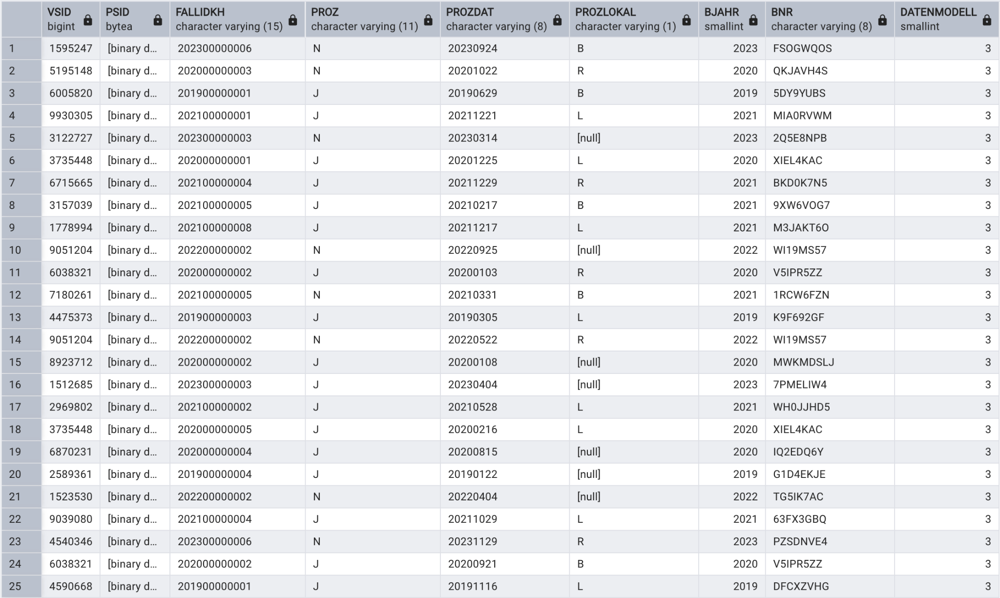 VSID PSID FALLIDKH PROZ PROZDAT PROZLOKAL BJAHR BNR DATENMODELL
bigint bytea character varying (15) character varying (11) character varying (8) character varying (1) smallint character varying (8) smallint
1 1595247 [binary d... 202300000006 N 20230924 B 2023 FSOGWQOS 3
2 5195148 [binary d... 202000000003 N 20201022 R 2020 QKJAVH4S 3
3 6005820 [binary d... 201900000001 J 20190629 B 2019 5DY9YUBS 3
4 9930305 [binary d... 202100000001 J 20211221 L 2021 MIA0RVWM 3
5 3122727 [binary d... 202300000003 N 20230314 [null] 2023 2Q5E8NPB 3
6 3735448 [binary d... 202000000001 J 20201225 L 2020 XIEL4KAC 3
7 6715665 [binary d... 202100000004 J 20211229 R 2021 BKD0K7N5 3
8 3157039 [binary d... 202100000005 J 20210217 B 2021 9XW6VOG7 3
9 1778994 [binary d... 202100000008 J 20211217 L 2021 M3JAKT6O 3
10 9051204 [binary d... 202200000002 N 20220925 [null] 2022 WI19MS57 3
11 6038321 [binary d... 202000000002 J 20200103 R 2020 V5IPR5ZZ 3
12 7180261 [binary d... 202100000005 N 20210331 B 2021 1RCW6FZN 3
13 4475373 [binary d... 201900000003 J 20190305 L 2019 K9F692GF 3
14 9051204 [binary d... 202200000002 N 20220522 R 2022 WI19MS57 3
15 8923712 [binary d... 202000000002 J 20200108 [null] 2020 MWKMDSLJ 3
16 1512685 [binary d... 202300000003 J 20230404 [null] 2023 7PMELIW4 3
17 2969802 [binary d... 202100000002 J 20210528 L 2021 WH0JJHD5 3
18 3735448 [binary d... 202000000005 J 20200216 L 2020 XIEL4KAC 3
19 6870231 [binary d... 202000000004 J 20200815 [null] 2020 IQ2EDQ6Y 3
20 2589361 [binary d... 201900000004 J 20190122 [null] 2019 G1D4EKJE 3
21 1523530 [binary d... 202200000002 N 20220404 [null] 2022 TG5IK7AC 3
22 9039080 [binary d... 202100000004 J 20211029 L 2021 63FX3GBQ 3
23 4540346 [binary d... 202300000006 N 20231129 R 2023 PZSDNVE4 3
24 6038321 [binary d... 202000000002 J 20200921 B 2020 V5IPR5ZZ 3
25 4590668 [binary d... 201900000001 J 20191116 L 2019 DFCXZVHG 3